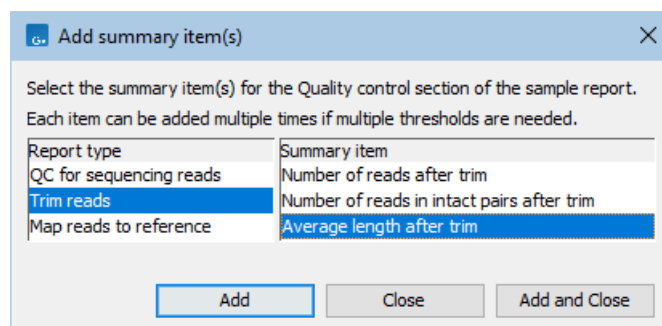 Add summary item(s)
Select the summary item(s) for the Quality control section of the sample report.
Each item can be added multiple times if multiple thresholds are needed.
Report type
Summary item
QC for sequencing reads
Number of reads after trim
Trim reads
Number of reads in intact pairs after trim
Map reads to reference
Average length after trim
Add
Close
Add and Close